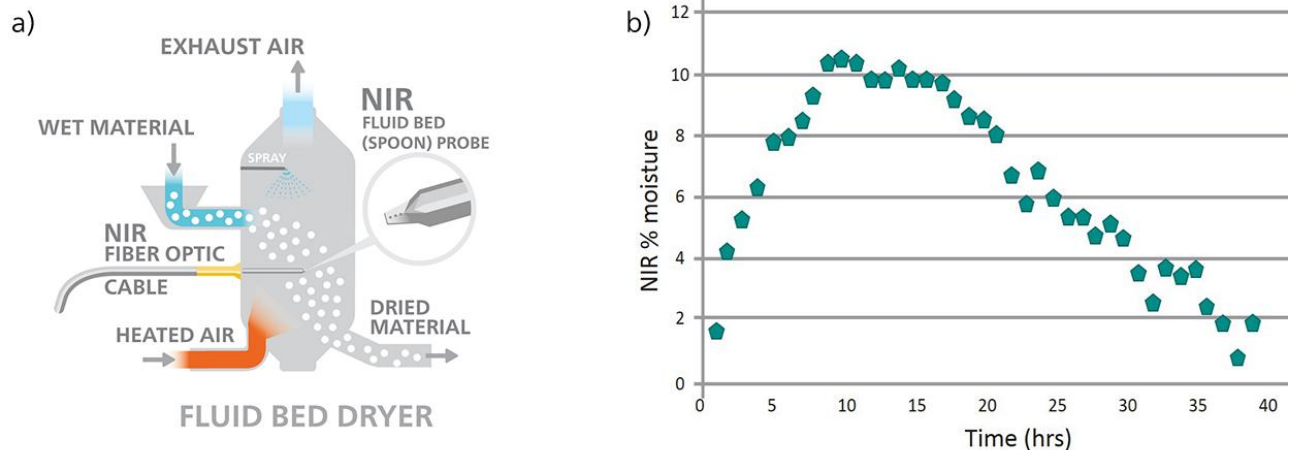 a)
EXHAUST AIR
WET MATERIAL
NIR
FLUID BED
(SPOON) PROBE
SPRAY
NIR
FIBER OPTIC
CABLE
HEATED AIR
DRIED
MATERIAL
FLUID BED DRYER
b)
NIR % moisture
12
10
8
6
4
2
0
0 5 10 15 20 25 30 35 40
Time (hrs)